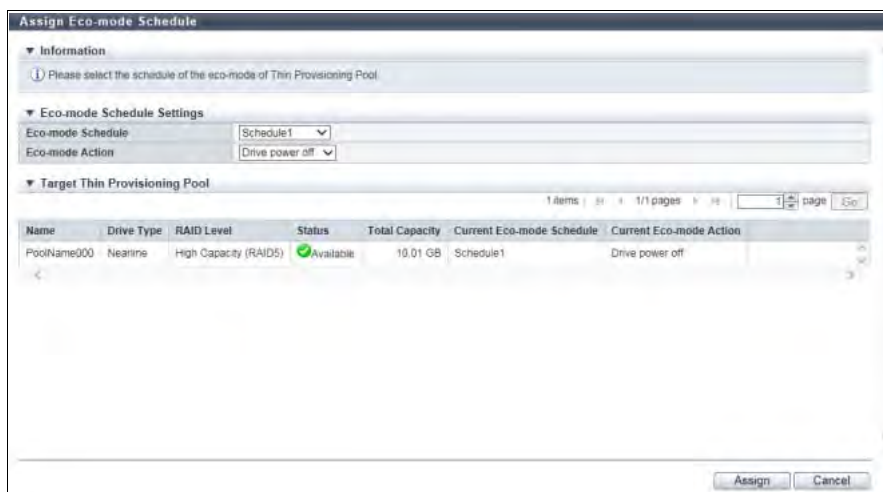 Assign Eco-mode Schedule
Information
Please select the schedule of the eco-mode of Thin Provisioning Pool.
Eco-mode Schedule Settings
Eco-mode Schedule Schedule1
Eco-mode Action Drive power off
Target Thin Provisioning Pool
1 items 1/1 pages 1 page Go
Name Drive Type RAID Level Status Total Capacity Current Eco-mode Schedule Current Eco-mode Action
PoolName000 Nearline High Capacity (RAID5) Available 10.01 GB Schedule1 Drive power off
Assign Cancel